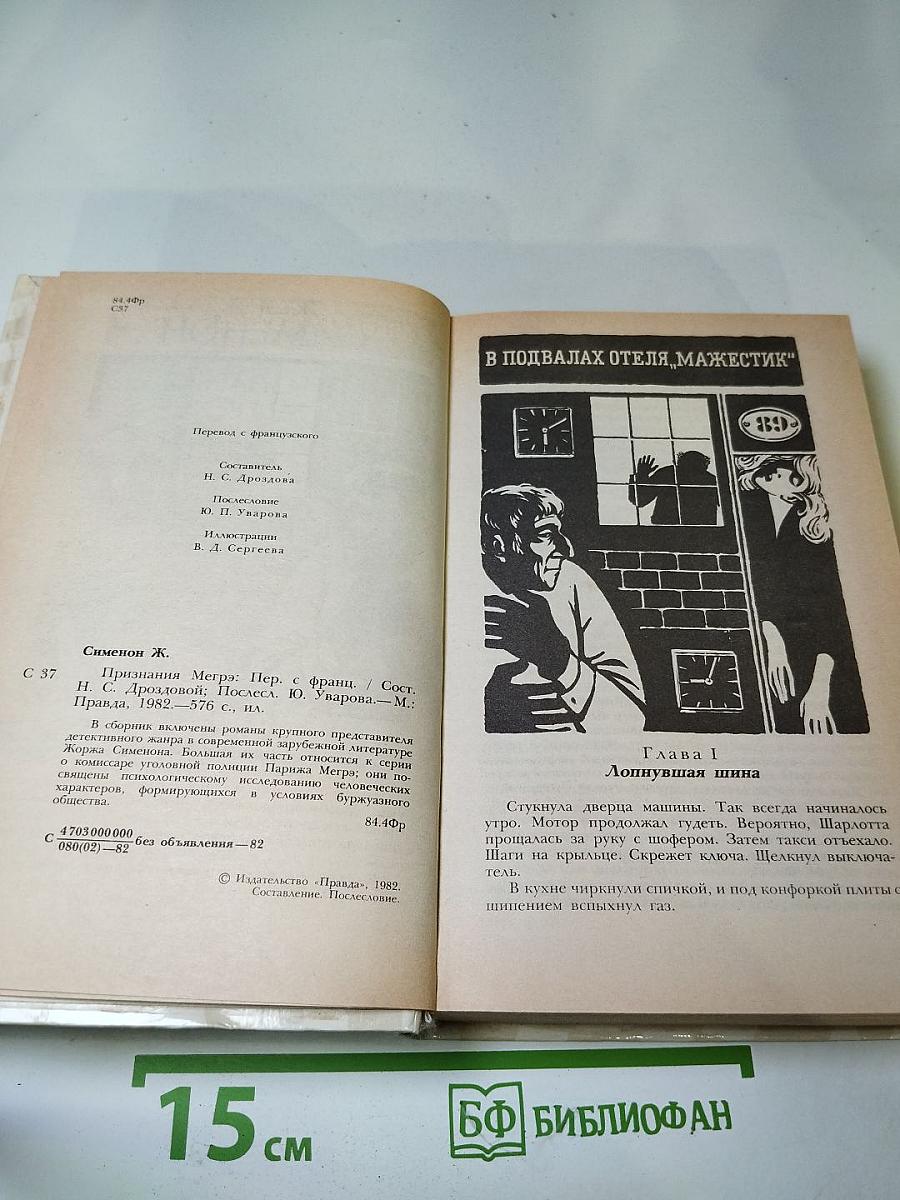 84.4Фр
С37
Перевод с французского
Составитель
Н. С. Дроздова
Послесловие
Ю. П. Уварова
Иллюстрации
В. Д. Сергеева
Сименон Ж.
С 37 Признания Мегрэ: Пер. с франц. / Сост.
Н. С. Дроздовой; Послесл. Ю. Уварова.— М.:
Правда, 1982.—576 с., ил.
В сборник включены романы крупного представителя
детективного жанра в современной зарубежной литературе
Жоржа Сименона. Большая их часть относится к серии
о комиссаре уголовной полиции Парижа Мегрэ; они по-
священы психологическому исследованию человеческих
характеров, формирующихся в условиях буржуазного
общества.
84.4Фр
С 4703000000
080(02)—82 без объявления—82
© Издательство «Правда», 1982.
Составление. Послесловие.
В ПОДВАЛАХ ОТЕЛЯ „МАЖЕСТИК"
89
Глава I
Лопнувшая шина
Стукнула дверца машины. Так всегда начиналось
утро. Мотор продолжал гудеть. Вероятно, Шарлотта
прощалась за руку с шофером. Затем такси отъехало.
Шаги на крыльце. Скрежет ключа. Щелкнул выключа-
тель.
В кухне чиркнули спичкой, и под конфоркой плиты с
шипением вспыхнул газ.
15 см
БФ БИБЛИОФАН